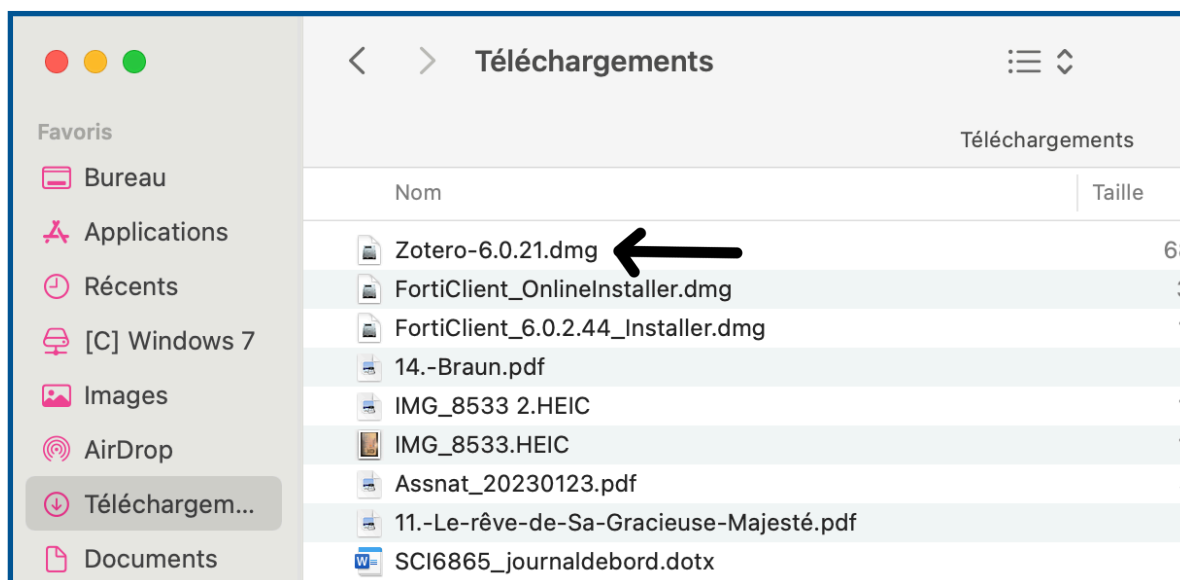 Téléchargements
Téléchargements
Favoris
Bureau
Applications
Récents
[C] Windows 7
Images
AirDrop
Téléchargem...
Documents
Nom
Taille
Zotero-6.0.21.dmg
FortiClient_OnlineInstaller.dmg
FortiClient_6.0.2.44_Installer.dmg
14.-Braun.pdf
IMG_8533 2.HEIC
IMG_8533.HEIC
Assnat_20230123.pdf
11.-Le-rêve-de-Sa-Gracieuse-Majesté.pdf
SCI6865_journaldebord.dotx